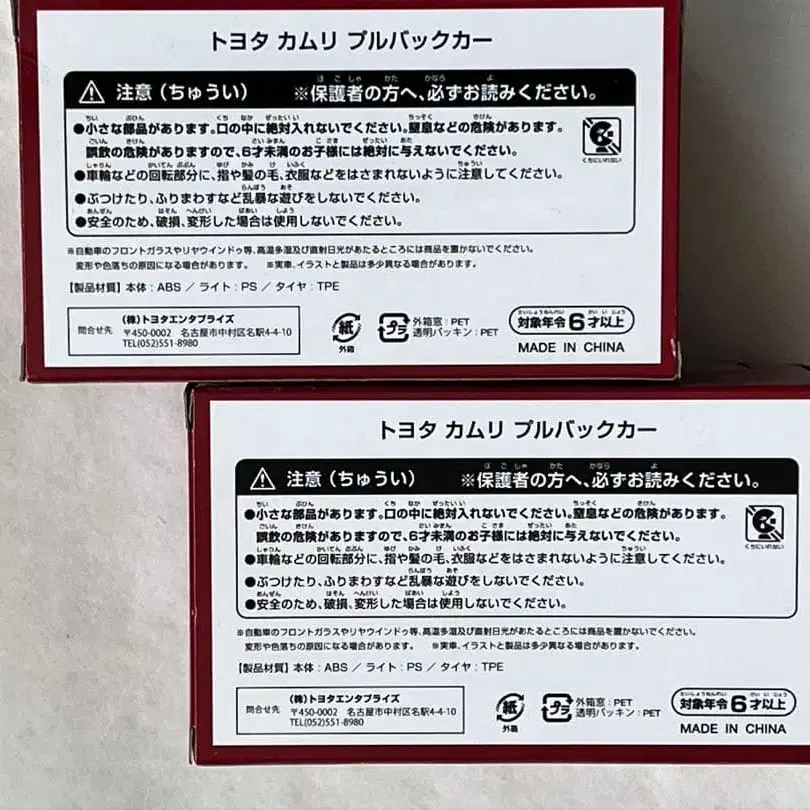 トヨタ カムリ プルバックカー
注意（ちゅうい） ※保護者の方へ、必ずお読みください。
●小さな部品があります。口の中に絶対入れないでください。窒息などの危険があります。
誤飲の危険がありますので、6才未満のお子様には絶対に与えないでください。
●車輪などの回転部分に、指や髪の毛、衣服などをはさまれないように注意してください。
●ぶつけたり、ふりまわすなど乱暴な遊びをしないでください。
●安全のため、破損、変形した場合は使用しないでください。
くちにいれない
※自動車のフロントガラスやリヤウインドゥ等、高温多湿及び直射日光があたるところには商品を置かないでください。
変形や色落ちの原因になる場合があります。 ※実車、イラストと製品は多少異なる場合があります。
【製品材質】本体：ABS ／ ライト：PS ／ タイヤ：TPE
問合せ先
（株）トヨタエンタプライズ
〒450-0002 名古屋市中村区名駅4-4-10
TEL(052)551-8980
紙
外箱
プラ
外箱窓：PET
透明パッキン：PET
対象年令6才以上
MADE IN CHINA
トヨタ カムリ プルバックカー
注意（ちゅうい） ※保護者の方へ、必ずお読みください。
●小さな部品があります。口の中に絶対入れないでください。窒息などの危険があります。
誤飲の危険がありますので、6才未満のお子様には絶対に与えないでください。
●車輪などの回転部分に、指や髪の毛、衣服などをはさまれないように注意してください。
●ぶつけたり、ふりまわすなど乱暴な遊びをしないでください。
●安全のため、破損、変形した場合は使用しないでください。
くちにいれない
※自動車のフロントガラスやリヤウインドゥ等、高温多湿及び直射日光があたるところには商品を置かないでください。
変形や色落ちの原因になる場合があります。 ※実車、イラストと製品は多少異なる場合があります。
【製品材質】本体：ABS ／ ライト：PS ／ タイヤ：TPE
問合せ先
（株）トヨタエンタプライズ
〒450-0002 名古屋市中村区名駅4-4-10
TEL(052)551-8980
紙
外箱
プラ
外箱窓：PET
透明パッキン：PET
対象年令6才以上
MADE IN CHINA